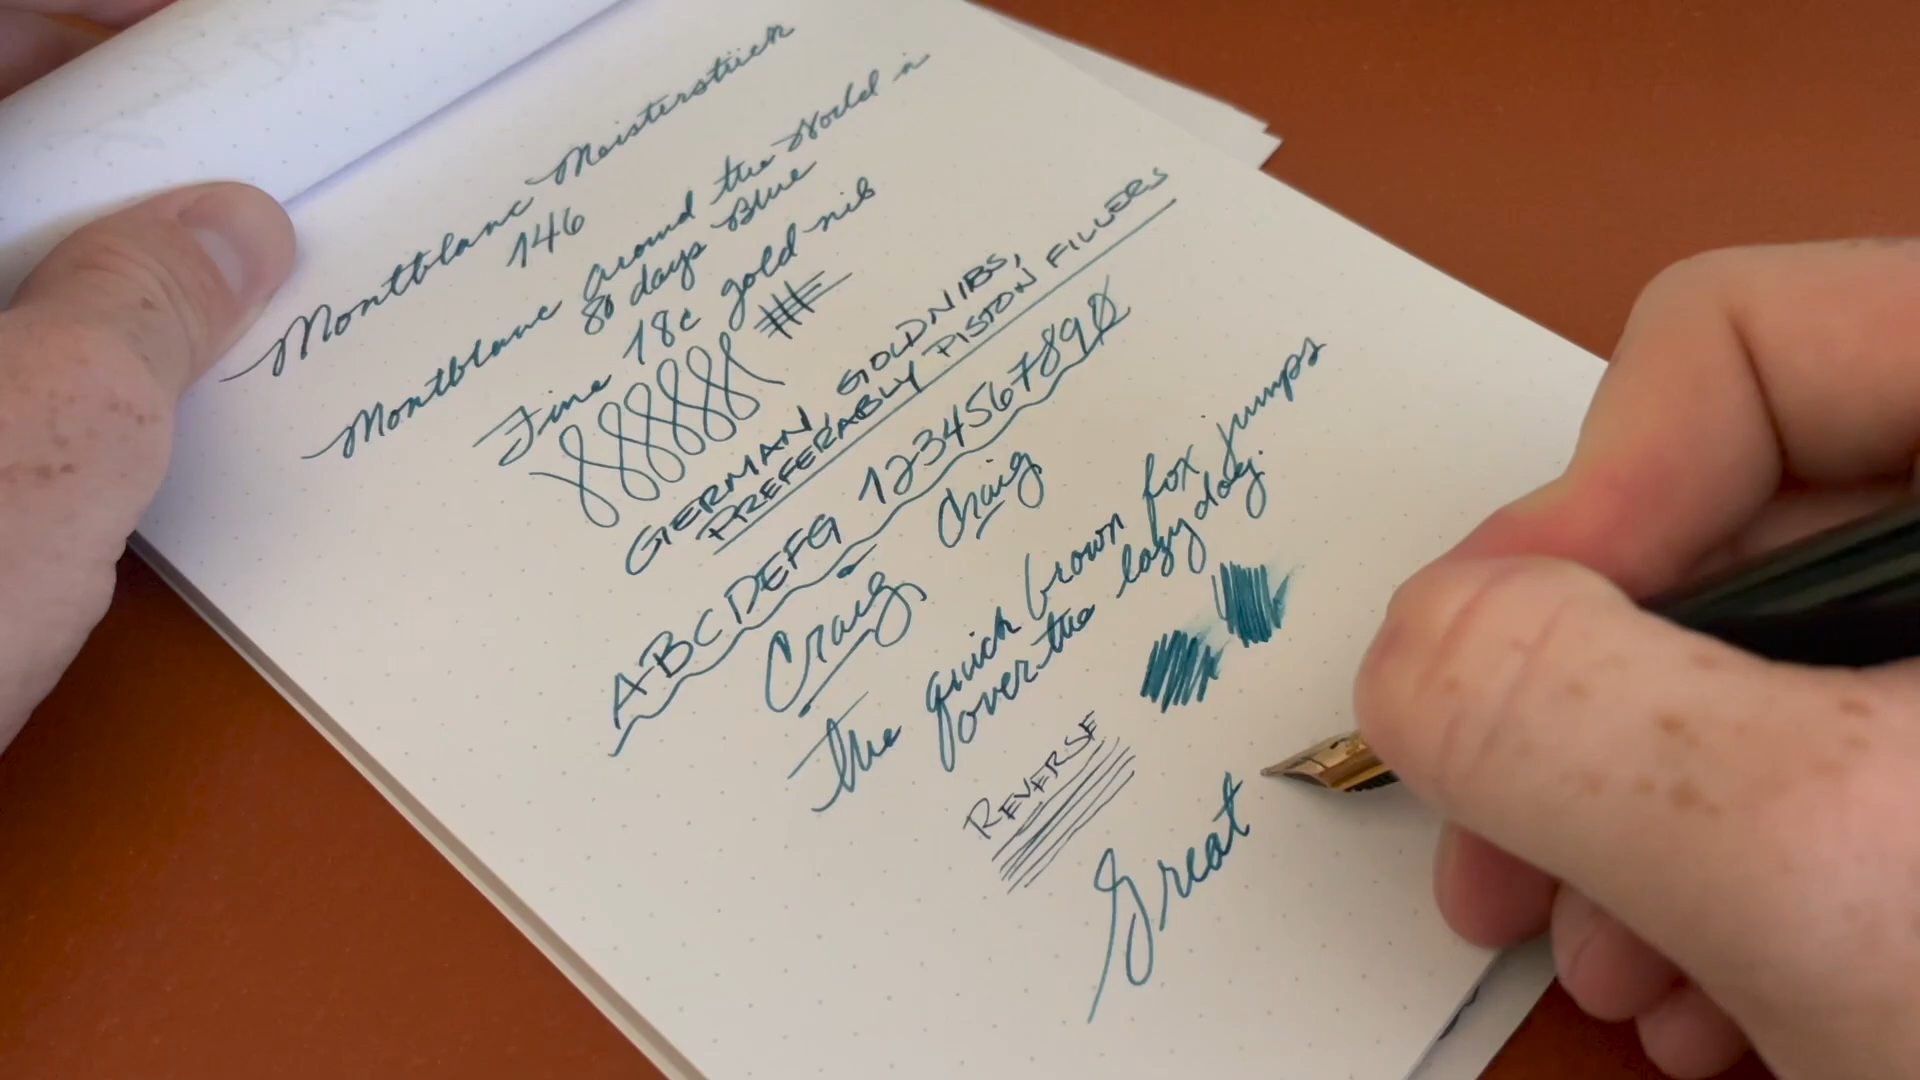 Montblanc Meisterstück
146
Montblanc Around the World in
80 days Blue
Fine 18c gold nib
GERMAN, GOLD NIBS,
PREFERABLY PISTON FILLERS
ABCDEFG 1234567890
Craig Craig
the quick brown fox jumps
over the lazy dog.
REVERSE
Great